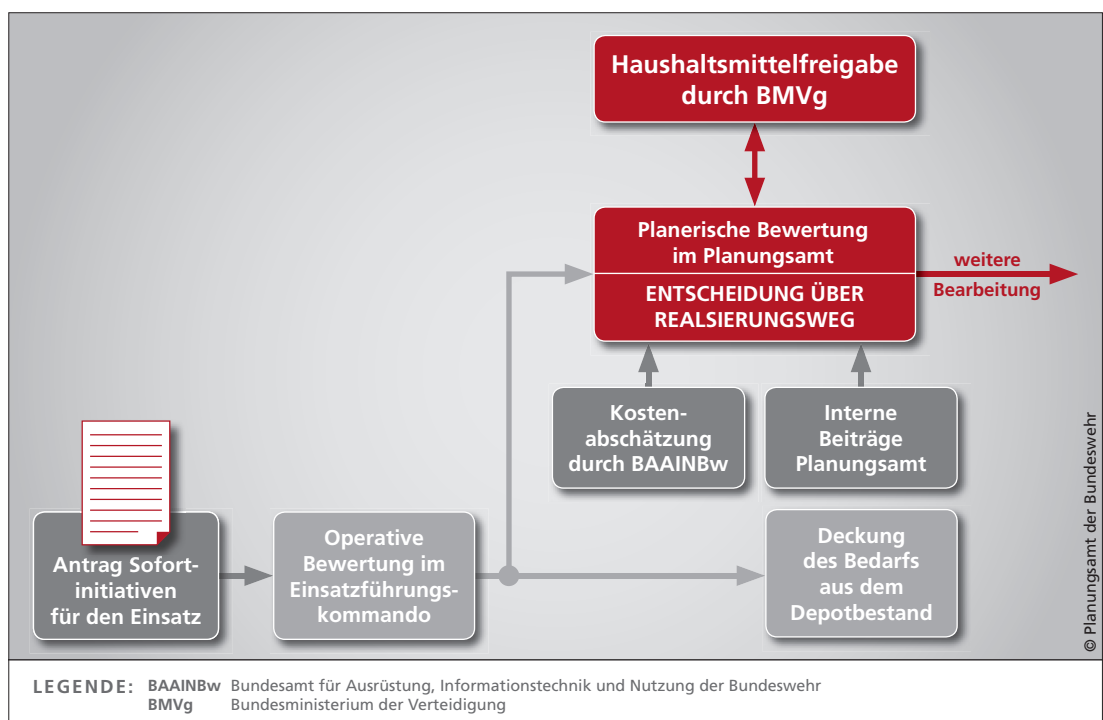 Haushaltsmittelfreigabe
durch BMVg
Planerische Bewertung
im Planungsamt
ENTSCHEIDUNG ÜBER
REALSIERUNGSWEG
weitere
Bearbeitung
Kosten-
abschätzung
durch BAAINBw
Interne
Beiträge
Planungsamt
Antrag Sofort-
initiativen
für den Einsatz
Operative
Bewertung im
Einsatzführungs-
kommando
Deckung
des Bedarfs
aus dem
Depotbestand
© Planungsamt der Bundeswehr
LEGENDE: BAAINBw Bundesamt für Ausrüstung, Informationstechnik und Nutzung der Bundeswehr
BMVg Bundesministerium der Verteidigung